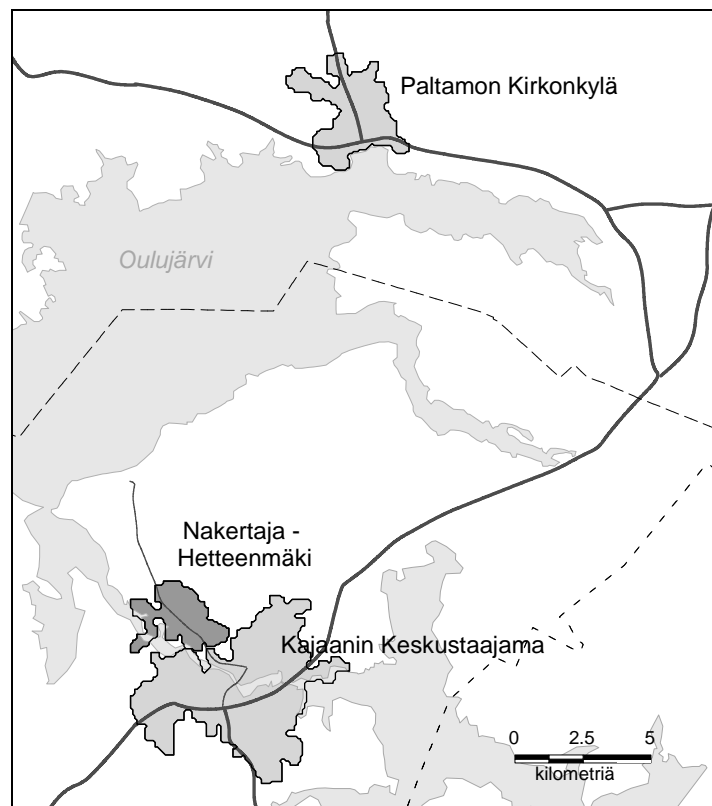 Paltamon Kirkonkylä
Oulujärvi
Nakertaja -
Hetteenmäki
Kajaanin Keskustaajama
0 2.5 5
kilometriä